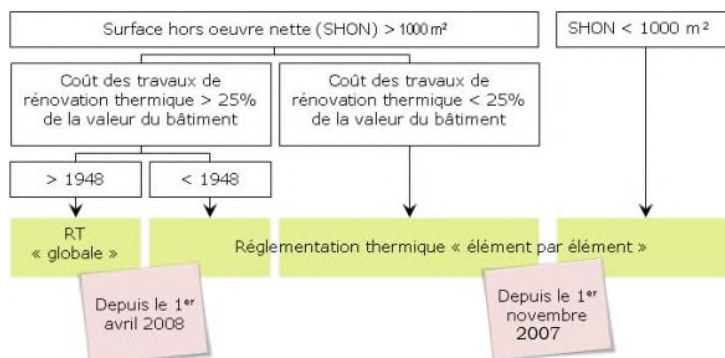 Surface hors oeuvre nette (SHON) > 1000 m²
SHON < 1000 m²
Coût des travaux de
rénovation thermique > 25%
de la valeur du bâtiment
Coût des travaux de
rénovation thermique < 25%
de la valeur du bâtiment
> 1948
< 1948
RT
« globale »
Réglementation thermique « élément par élément »
Depuis le 1er
avril 2008
Depuis le 1er
novembre
2007